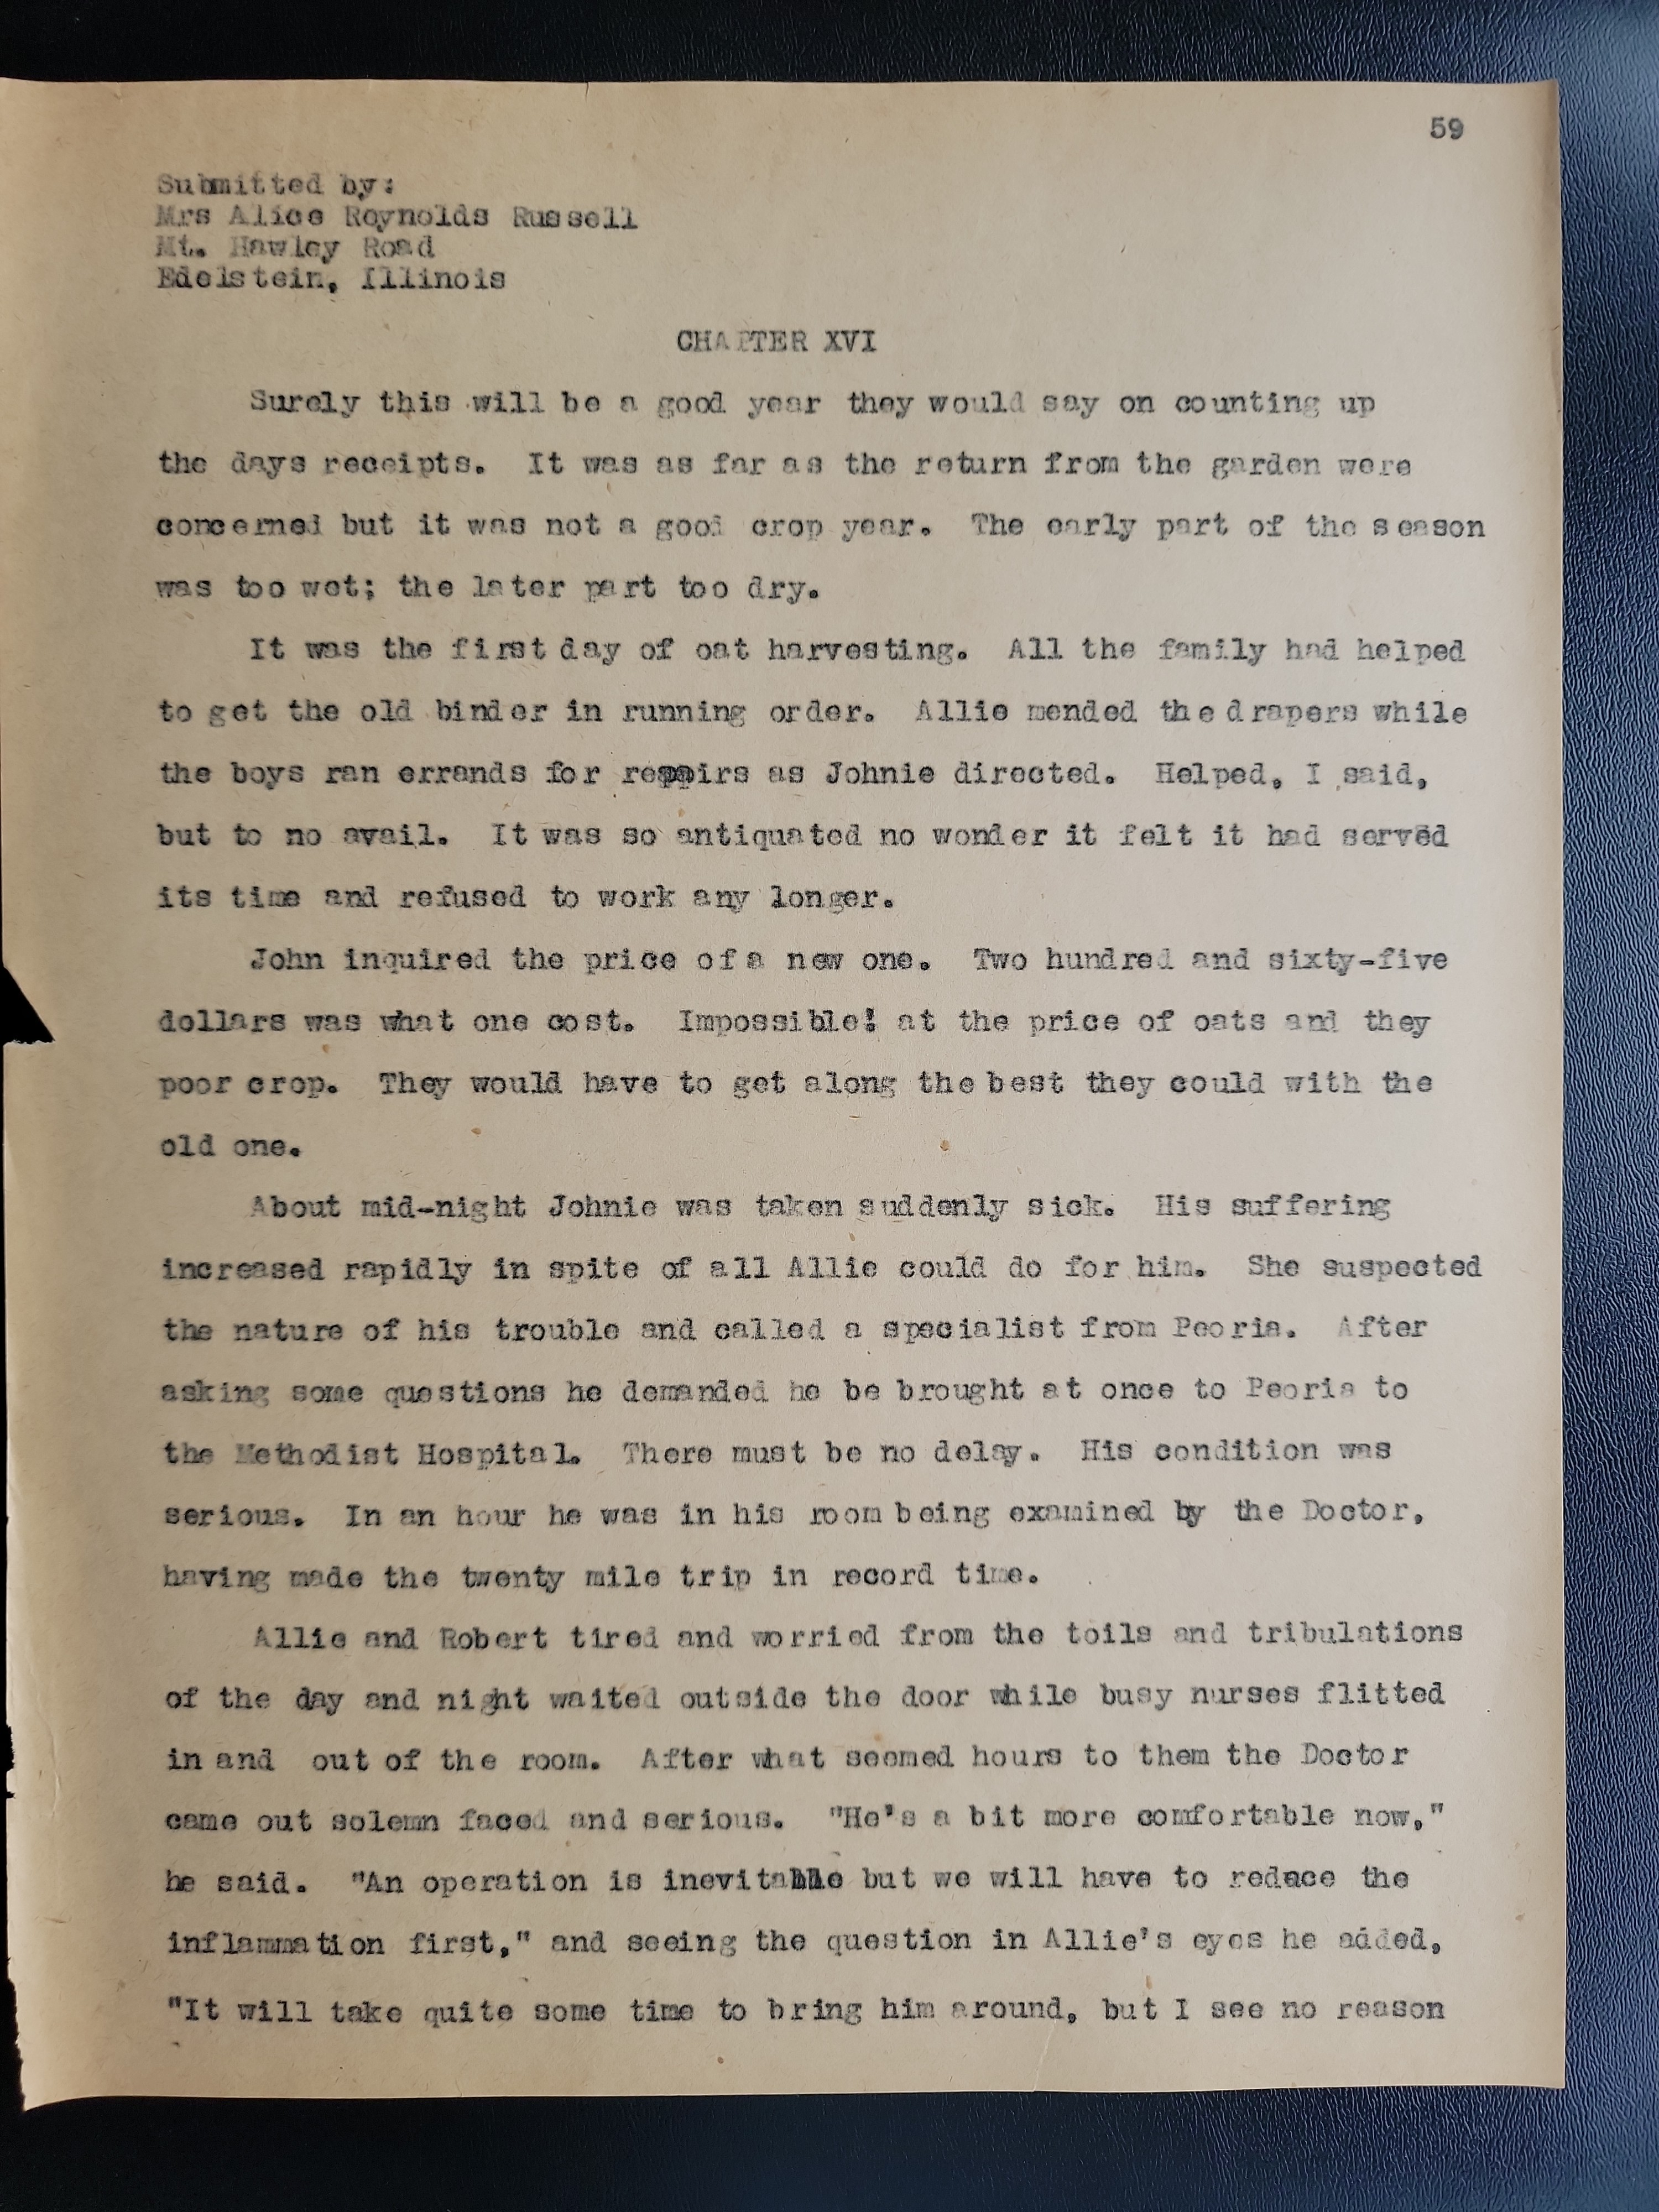 59
Submitted by:
Mrs Alice Reynolds Russell
Mt. Hawley Road
Edelstein, Illinois
CHAPTER XVI
Surely this will be a good year they would say on counting up
the days receipts. It was as far as the return from the garden were
concerned but it was not a good crop year. The early part of the season
was too wet; the later part too dry.
It was the first day of oat harvesting. All the family had helped
to get the old binder in running order. Allie mended the drapers while
the boys ran errands for repairs as Johnie directed. Helped, I said,
but to no avail. It was so antiquated no wonder it felt it had served
its time and refused to work any longer.
John inquired the price of a new one. Two hundred and sixty-five
dollars was what one cost. Impossible! at the price of oats and they
poor crop. They would have to get along the best they could with the
old one.
About mid-night Johnie was taken suddenly sick. His suffering
increased rapidly in spite of all Allie could do for him. She suspected
the nature of his trouble and called a specialist from Peoria. After
asking some questions he demanded he be brought at once to Peoria to
the Methodist Hospital. There must be no delay. His condition was
serious. In an hour he was in his room being examined by the Doctor,
having made the twenty mile trip in record time.
Allie and Robert tired and worried from the toils and tribulations
of the day and night waited outside the door while busy nurses flitted
in and out of the room. After what seemed hours to them the Doctor
came out solemn faced and serious. "He's a bit more comfortable now,"
he said. "An operation is inevitable but we will have to reduce the
inflammation first," and seeing the question in Allie's eyes he added,
"It will take quite some time to bring him around, but I see no reason